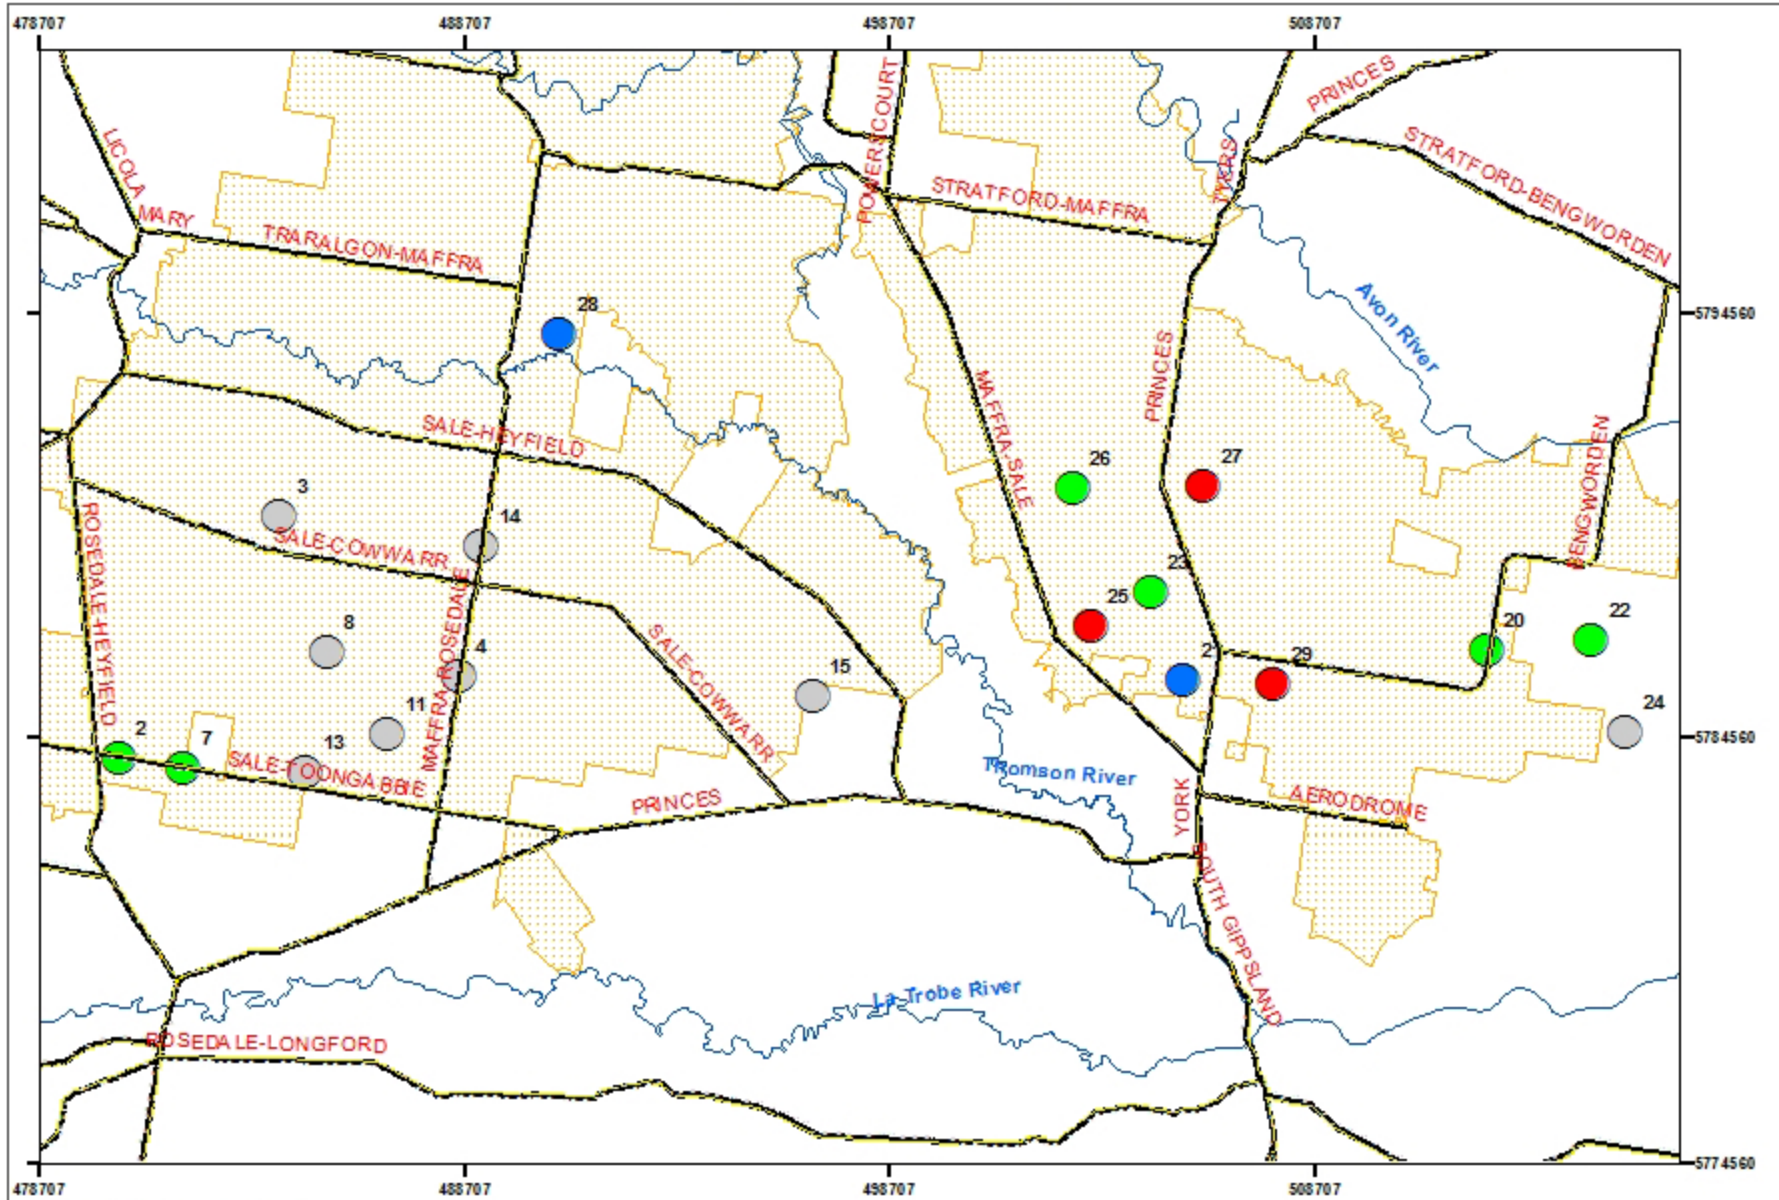 478707
488707
498707
508707
PRINCES
POWERSCOURT
LICOLA
STRATFORD-BENGWORDEN
TYERS
STRATFORD-MAFFRA
MARY
TRARALGON-MAFFRA
28
Avon River
5794560
PRINCES
MAFFRA-SALE
SALE-HEYFIELD
BENGWORDEN
26
27
3
14
ROSEDALE-HEYFIELD
SALE-COWWARR
23
25
MAFFRA-ROSEDALE
8
4
SALE-COWWARR
15
2
29
20
22
11
24
2
7
13
5784560
SALE-TOONGABBIE
Thomson River
PRINCES
YORK
AERODROME
SOUTH GIPPSLAND
La Trobe River
ROSEDALE-LONGFORD
5774560
478707
488707
498707
508707